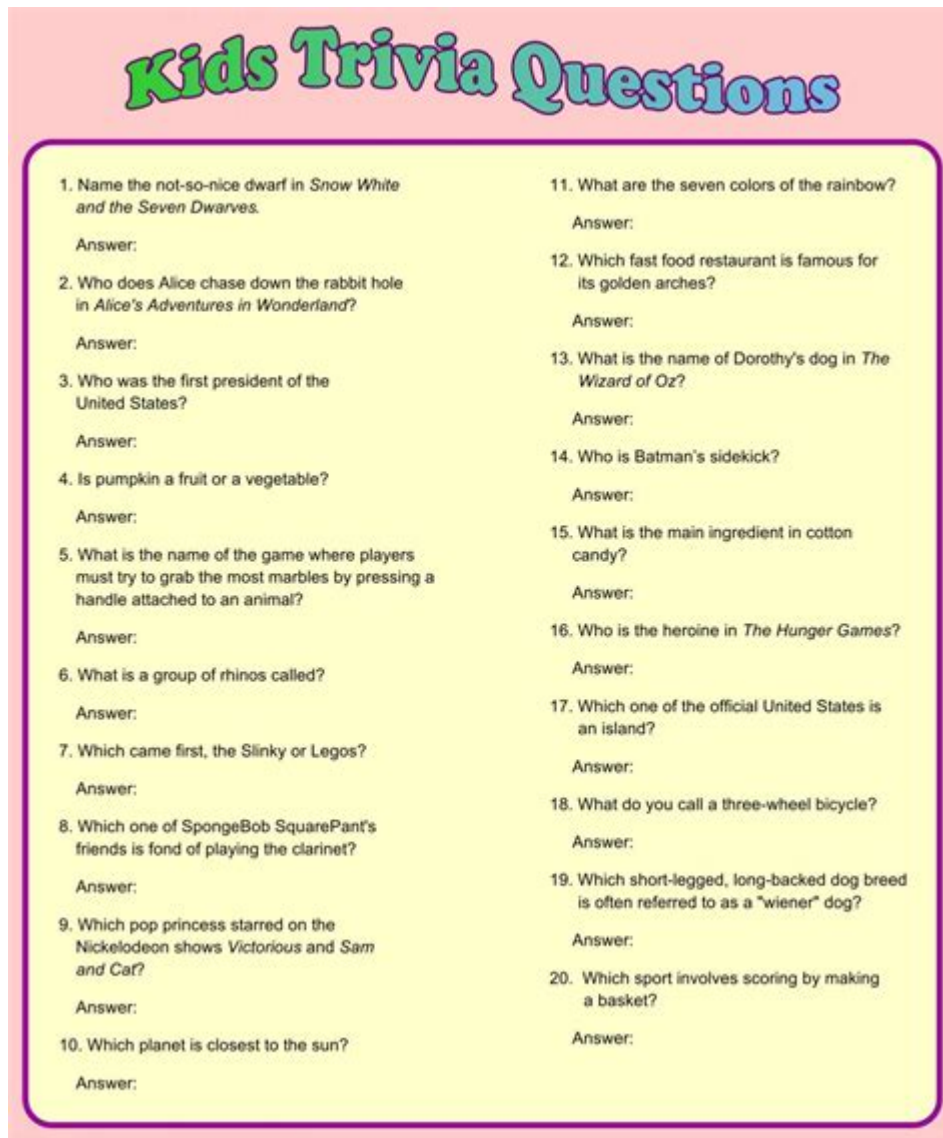 Kids Trivia Questions
1. Name the not-so-nice dwarf in Snow White
and the Seven Dwarves.
Answer:
2. Who does Alice chase down the rabbit hole
in Alice's Adventures in Wonderland?
Answer:
3. Who was the first president of the
United States?
Answer:
4. Is pumpkin a fruit or a vegetable?
Answer:
5. What is the name of the game where players
must try to grab the most marbles by pressing a
handle attached to an animal?
Answer:
6. What is a group of rhinos called?
Answer:
7. Which came first, the Slinky or Legos?
Answer:
8. Which one of SpongeBob SquarePant's
friends is fond of playing the clarinet?
Answer:
9. Which pop princess starred on the
Nickelodeon shows Victorious and Sam
and Cat?
Answer:
10. Which planet is closest to the sun?
Answer:
11. What are the seven colors of the rainbow?
Answer:
12. Which fast food restaurant is famous for
its golden arches?
Answer:
13. What is the name of Dorothy's dog in The
Wizard of Oz?
Answer:
14. Who is Batman's sidekick?
Answer:
15. What is the main ingredient in cotton
candy?
Answer:
16. Who is the heroine in The Hunger Games?
Answer:
17. Which one of the official United States is
an island?
Answer:
18. What do you call a three-wheel bicycle?
Answer:
19. Which short-legged, long-backed dog breed
is often referred to as a "wiener" dog?
Answer:
20. Which sport involves scoring by making
a basket?
Answer: